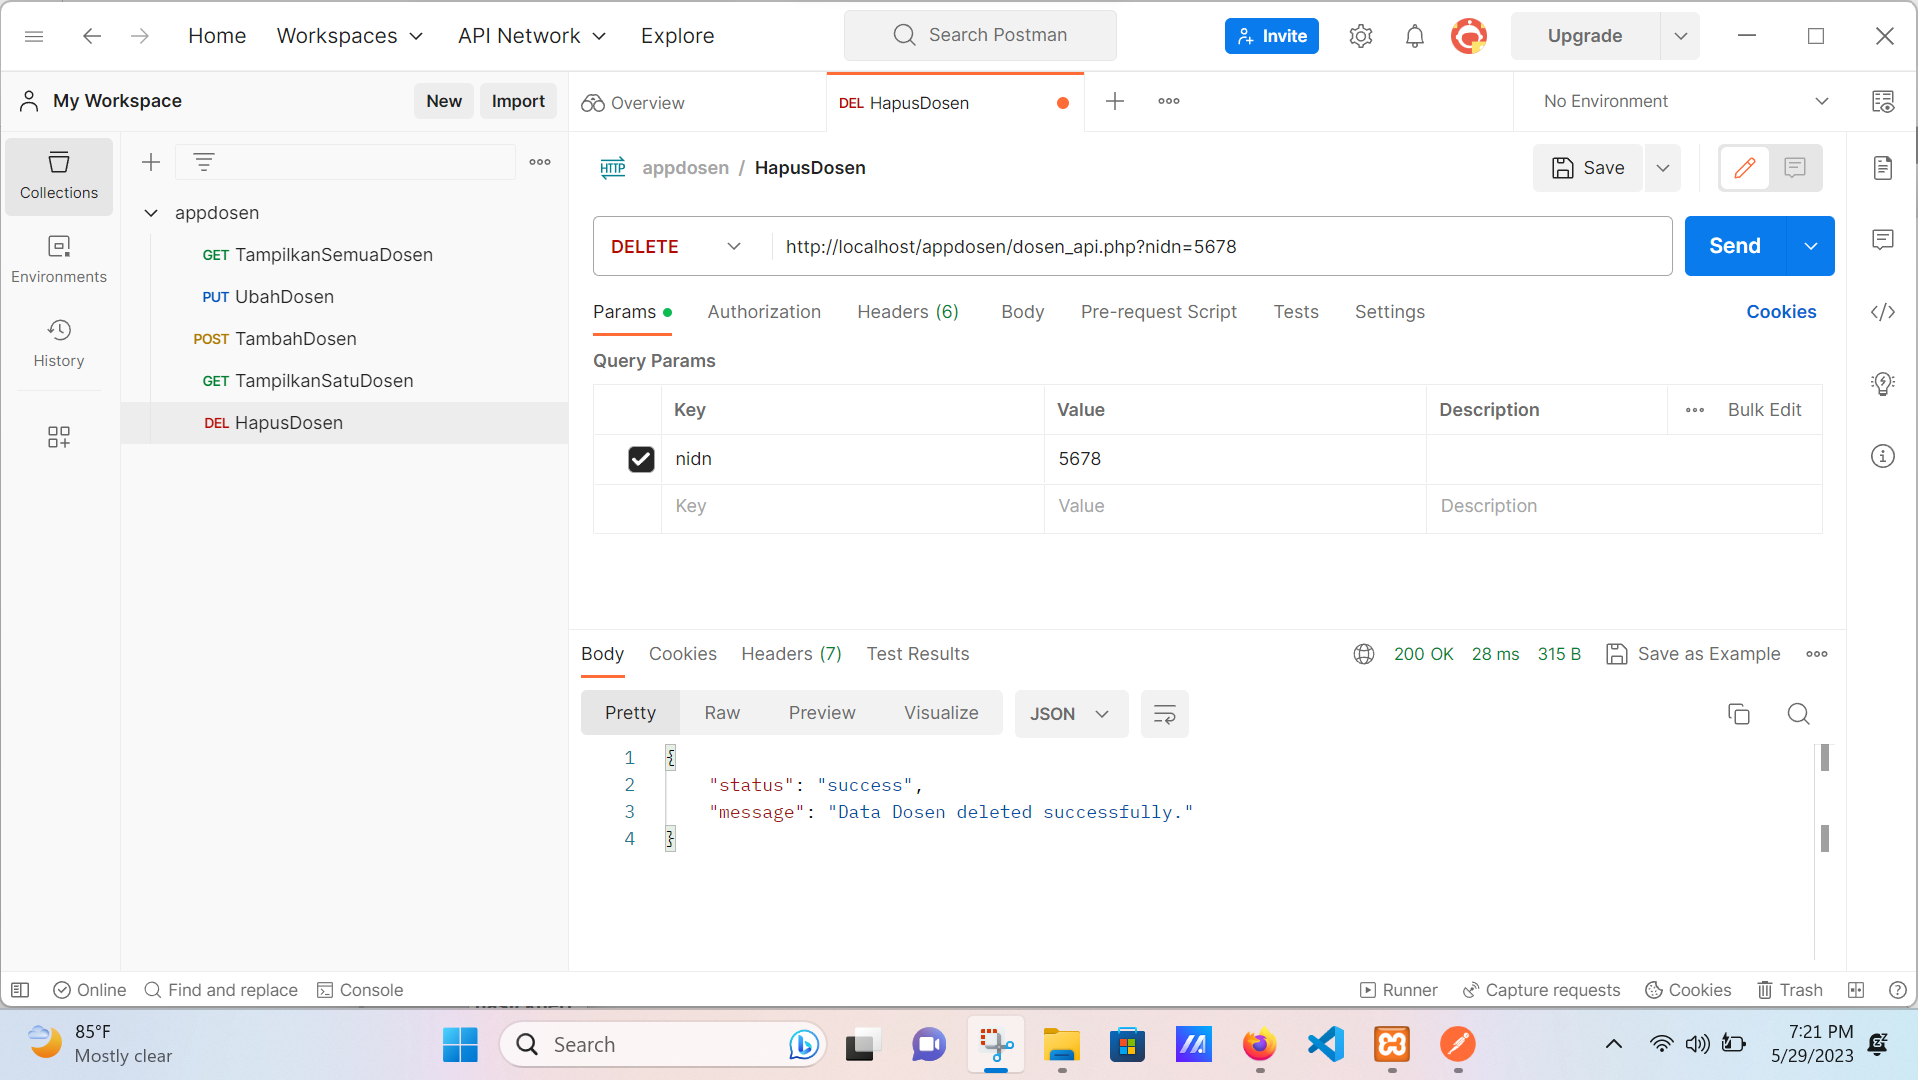 Home
Workspaces
API Network
Explore
Search Postman
Invite
Upgrade
My Workspace
New
Import
Overview
DEL HapusDosen
No Environment
Collections
Environments
History
appdosen
GET TampilkanSemuaDosen
PUT UbahDosen
POST TambahDosen
GET TampilkanSatuDosen
DEL HapusDosen
HTTP appdosen / HapusDosen
Save
DELETE
http://localhost/appdosen/dosen_api.php?nidn=5678
Send
Params
Authorization
Headers (6)
Body
Pre-request Script
Tests
Settings
Cookies
Query Params
Key Value Description Bulk Edit
nidn 5678
Key Value Description
Body
Cookies
Headers (7)
Test Results
200 OK 28 ms 315 B
Save as Example
Pretty
Raw
Preview
Visualize
JSON
1 {
2 "status": "success",
3 "message": "Data Dosen deleted successfully."
4 }
Online
Find and replace
Console
Runner
Capture requests
Cookies
Trash
85°F
Mostly clear
Search
7:21 PM
5/29/2023